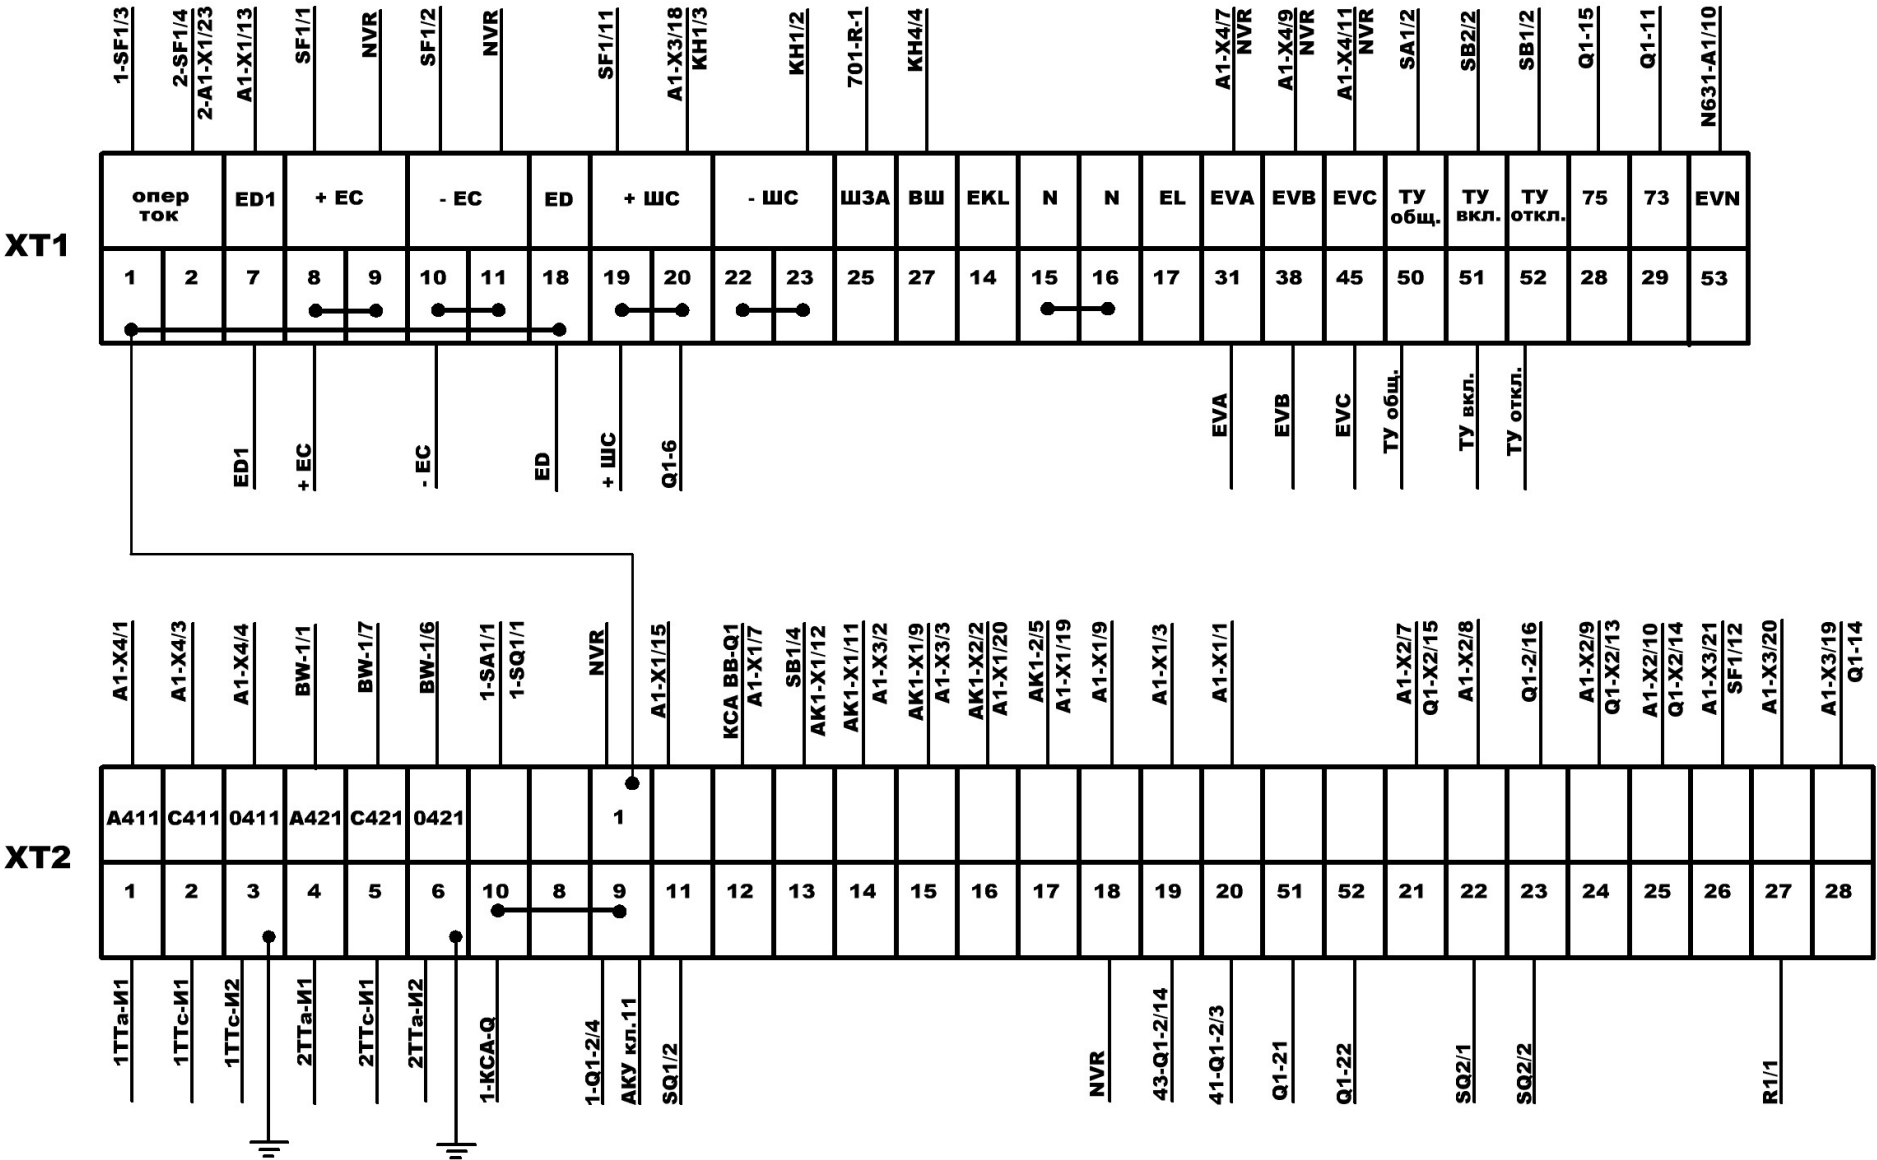 1-SF1/3
2-SF1/4
2-A1-X1/23
A1-X1/13
SF1/1
NVR
SF1/2
NVR
SF1/11
A1-X3/18
KH1/3
KH1/2
701-R-1
KH4/4
A1-X4/7
NVR
A1-X4/9
NVR
A1-X4/11
NVR
SA1/2
SB2/2
SB1/2
Q1-15
Q1-11
N631-A1/10
XT1
опер
ток
ED1
+ EC
- EC
ED
+ ШС
- ШС
ШЗА
ВШ
EKL
N
N
EL
EVA
EVB
EVC
ТУ
общ.
ТУ
вкл.
ТУ
откл.
75
73
EVN
1 2 7 8 9 10 11 18 19 20 22 23 25 27 14 15 16 17 31 38 45 50 51 52 28 29 53
ED1
+ EC
- EC
ED
+ ШС
Q1-6
EVA
EVB
EVC
ТУ общ.
ТУ вкл.
ТУ откл.
A1-X4/1
A1-X4/3
A1-X4/4
BW-1/1
BW-1/7
BW-1/6
1-SA1/1
1-SQ1/1
NVR
A1-X1/15
КСА ВВ-Q1
A1-X1/7
SB1/4
AK1-X1/12
AK1-X1/11
A1-X3/2
AK1-X1/9
A1-X3/3
AK1-X2/2
A1-X1/20
AK1-2/5
A1-X1/19
A1-X1/9
A1-X1/3
A1-X1/1
A1-X2/7
Q1-X2/15
A1-X2/8
Q1-2/16
A1-X2/9
Q1-X2/13
A1-X2/10
Q1-X2/14
A1-X3/21
SF1/12
A1-X3/20
A1-X3/19
Q1-14
XT2
A411 C411 0411 A421 C421 0421 1
1 2 3 4 5 6 10 8 9 11 12 13 14 15 16 17 18 19 20 51 52 21 22 23 24 25 26 27 28
1ТТа-И1
1ТТс-И1
1ТТс-И2
2ТТа-И1
2ТТс-И1
2ТТа-И2
1-КСА-Q
1-Q1-2/4
АКУ кл.11
SQ1/2
NVR
43-Q1-2/14
41-Q1-2/3
Q1-21
Q1-22
SQ2/1
SQ2/2
R1/1